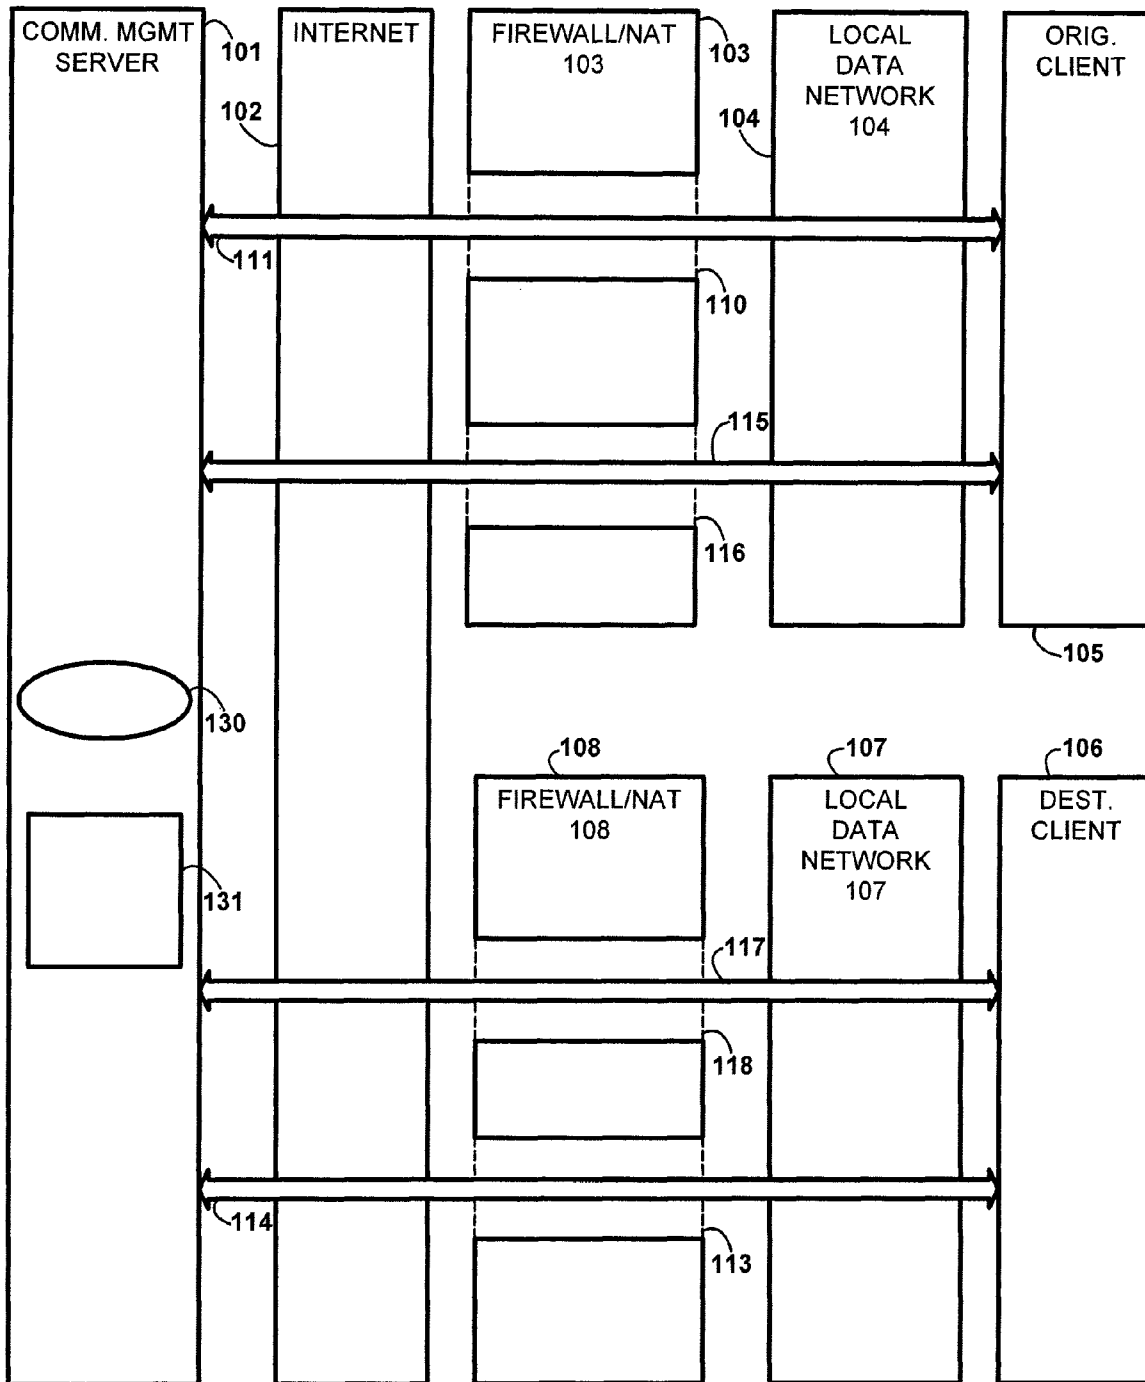 COMM. MGMT
SERVER
101
INTERNET
102
FIREWALL/NAT
103
103
LOCAL
DATA
NETWORK
104
104
ORIG.
CLIENT
111
110
115
116
105
130
131
108
FIREWALL/NAT
108
107
LOCAL
DATA
NETWORK
107
106
DEST.
CLIENT
117
118
114
113